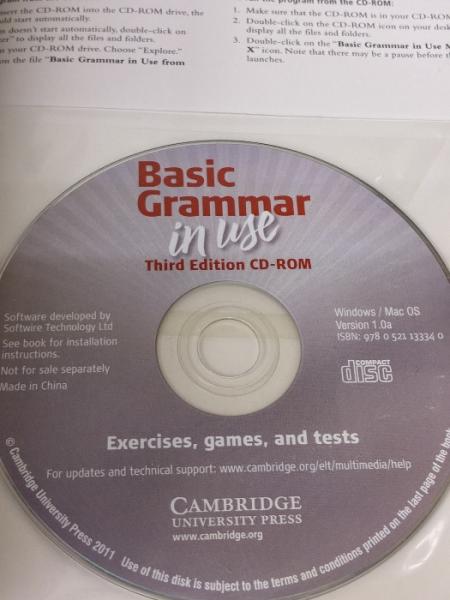 sert the CD-ROM into the CD-ROM drive, the
ld start automatically.
doesn't start automatically, double-click on
er" to display all the files and folders.
your CD-ROM drive. Choose "Explore."
n the file "Basic Grammar in Use from
run the program from the CD-ROM:
1. Make sure that the CD-ROM is in your CD-ROM
2. Double-click on the CD-ROM icon on your desk
display all the files and folders.
3. Double-click on the "Basic Grammar in Use M
X" icon. Note that there may be a pause before th
launches.
Basic
Grammar
in use
Third Edition CD-ROM
Software developed by
Softwire Technology Ltd
See book for installation
instructions.
Not for sale separately
Made in China
Windows / Mac OS
Version 1.0a
ISBN: 978 0 521 13334 0
COMPACT
disc
Exercises, games, and tests
For updates and technical support: www.cambridge.org/elt/multimedia/help
CAMBRIDGE
UNIVERSITY PRESS
www.cambridge.org
© Cambridge University Press 2011 Use of this disk is subject to the terms and conditions printed on the last page of the book